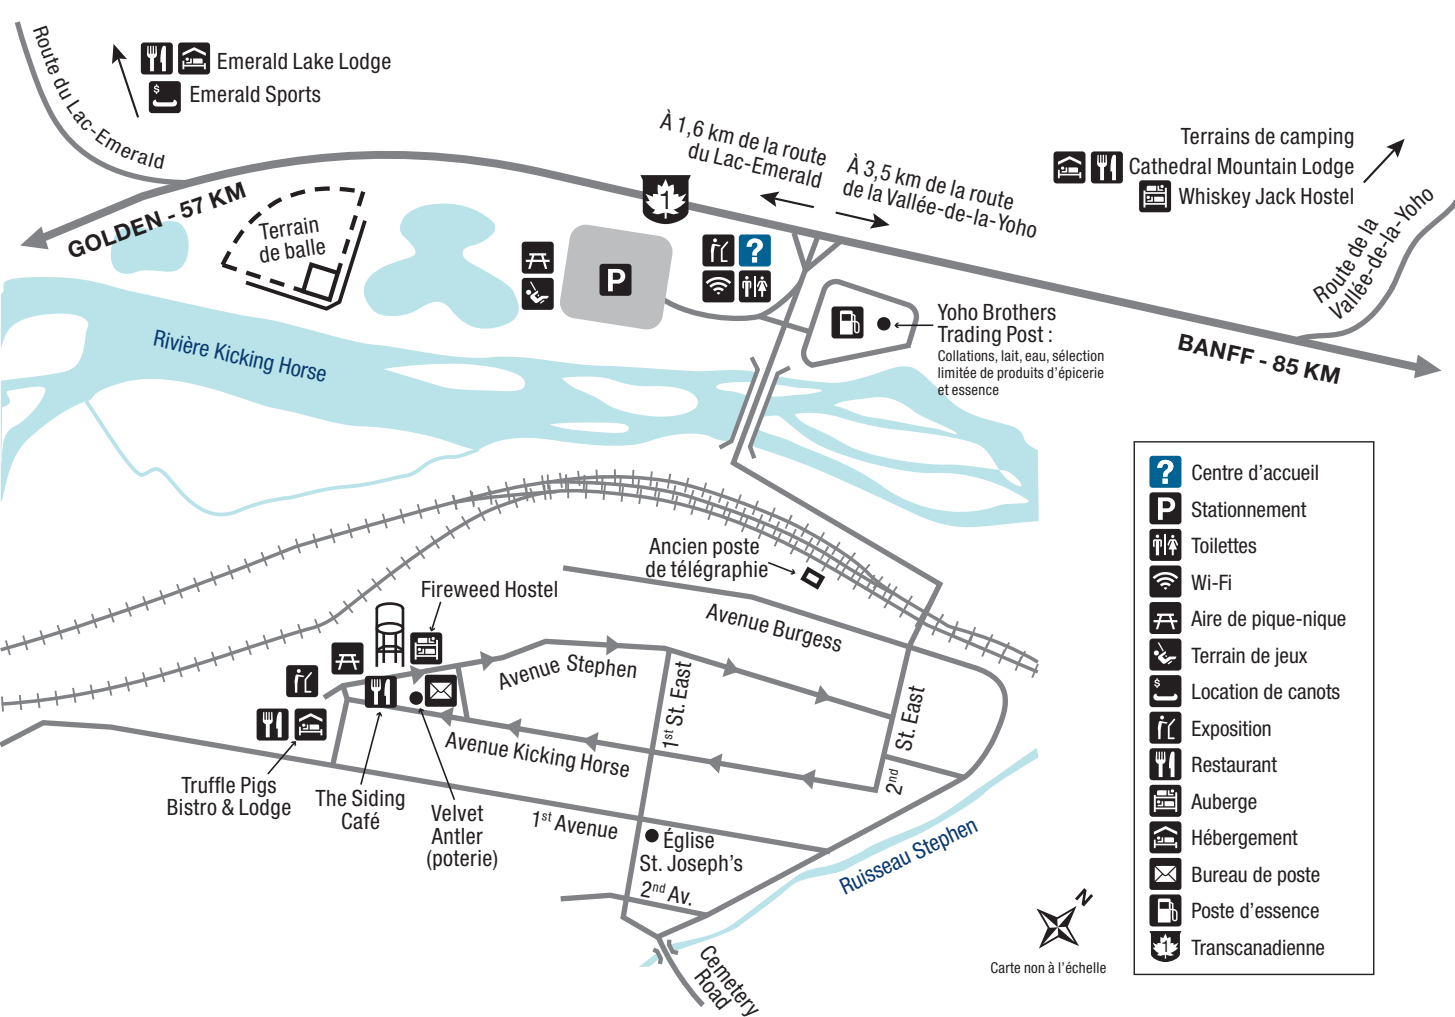 Route du Lac-Emerald
Emerald Lake Lodge
$
Emerald Sports
GOLDEN - 57 KM
Terrain
de balle
À 1,6 km de la route
du Lac-Emerald
À 3,5 km de la route
de la Vallée-de-la-Yoho
1
Terrains de camping
Cathedral Mountain Lodge
Whiskey Jack Hostel
Route de la
Vallée-de-la-Yoho
BANFF - 85 KM
P
?
Yoho Brothers
Trading Post :
Collations, lait, eau, sélection
limitée de produits d'épicerie
et essence
Rivière Kicking Horse
Ancien poste
de télégraphie
Fireweed Hostel
Avenue Burgess
Avenue Stephen
1st St. East
2nd St. East
Avenue Kicking Horse
Truffle Pigs
Bistro & Lodge
The Siding
Café
Velvet
Antler
(poterie)
1st Avenue
Église
St. Joseph's
2nd Av.
Ruisseau Stephen
Cemetery
Road
N
Carte non à l'échelle
? Centre d'accueil
P Stationnement
Toilettes
Wi-Fi
Aire de pique-nique
Terrain de jeux
$ Location de canots
Exposition
Restaurant
Auberge
Hébergement
Bureau de poste
Poste d'essence
1 Transcanadienne